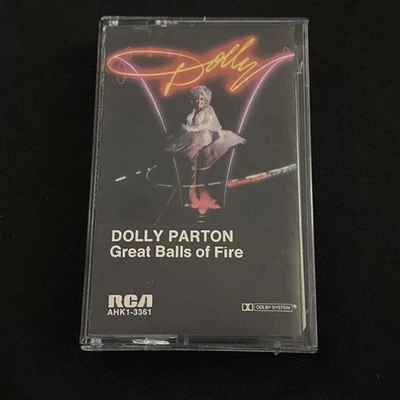 Dolly
DOLLY PARTON
Great Balls of Fire
RCA
AHK1-3361
DOLBY SYSTEM